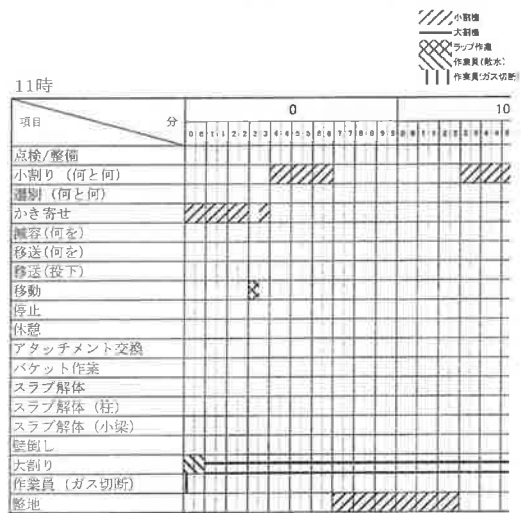 小割機
大割機
ラップ作業
作業員(散水)
作業員(ガス切断)
11時
項目 分 0 10
点検/整備
小割り (何と何)
選別 (何と何)
かき寄せ
減容(何を)
移送(何を)
移送(投下)
移動
停止
休憩
アタッチメント交換
バケット作業
スラブ解体
スラブ解体 (柱)
スラブ解体 (小梁)
壁倒し
大割り
作業員 (ガス切断)
整地